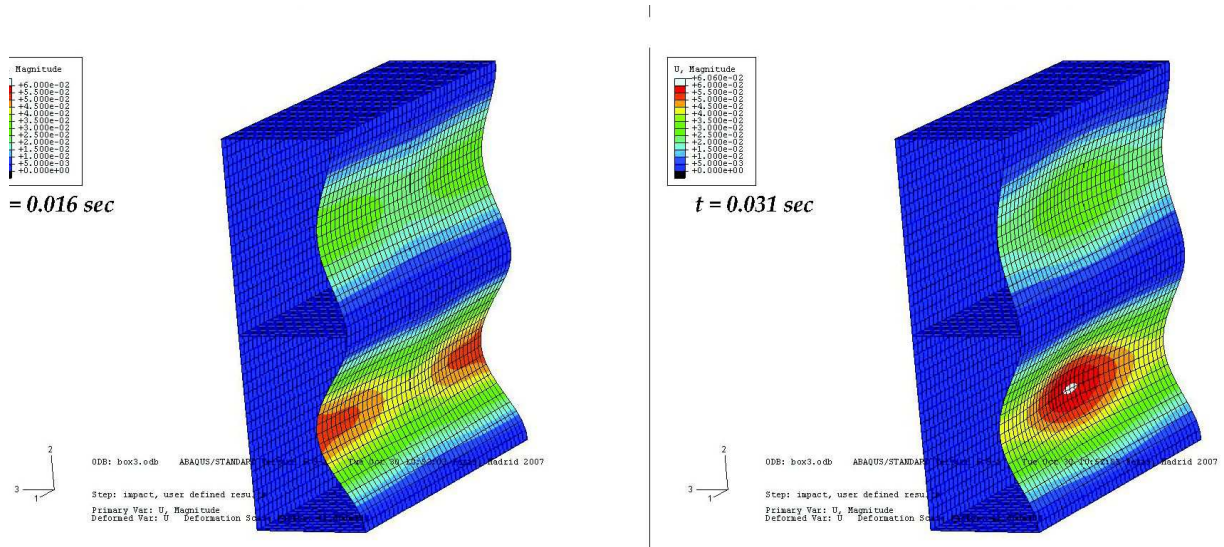 Magnitude
+6.000e-02
+5.500e-02
+5.000e-02
+4.500e-02
+4.000e-02
+3.500e-02
+3.000e-02
+2.500e-02
+2.000e-02
+1.500e-02
+1.000e-02
+5.000e-03
+0.000e+00
= 0.016 sec
2
3
1
ODB: box3.odb ABAQUS/STANDARD Tue Oct 30 Madrid 2007
Step: impact, user defined
Primary Var: U, Magnitude
Deformed Var: U Deformation
U, Magnitude
+6.060e-02
+6.000e-02
+5.500e-02
+5.000e-02
+4.500e-02
+4.000e-02
+3.500e-02
+3.000e-02
+2.500e-02
+2.000e-02
+1.500e-02
+1.000e-02
+5.000e-03
+0.000e+00
t = 0.031 sec
2
3
1
ODB: box3.odb ABAQUS/STANDARD Tue Oct 30 Madrid 2007
Step: impact, user defined
Primary Var: U, Magnitude
Deformed Var: U Deformation